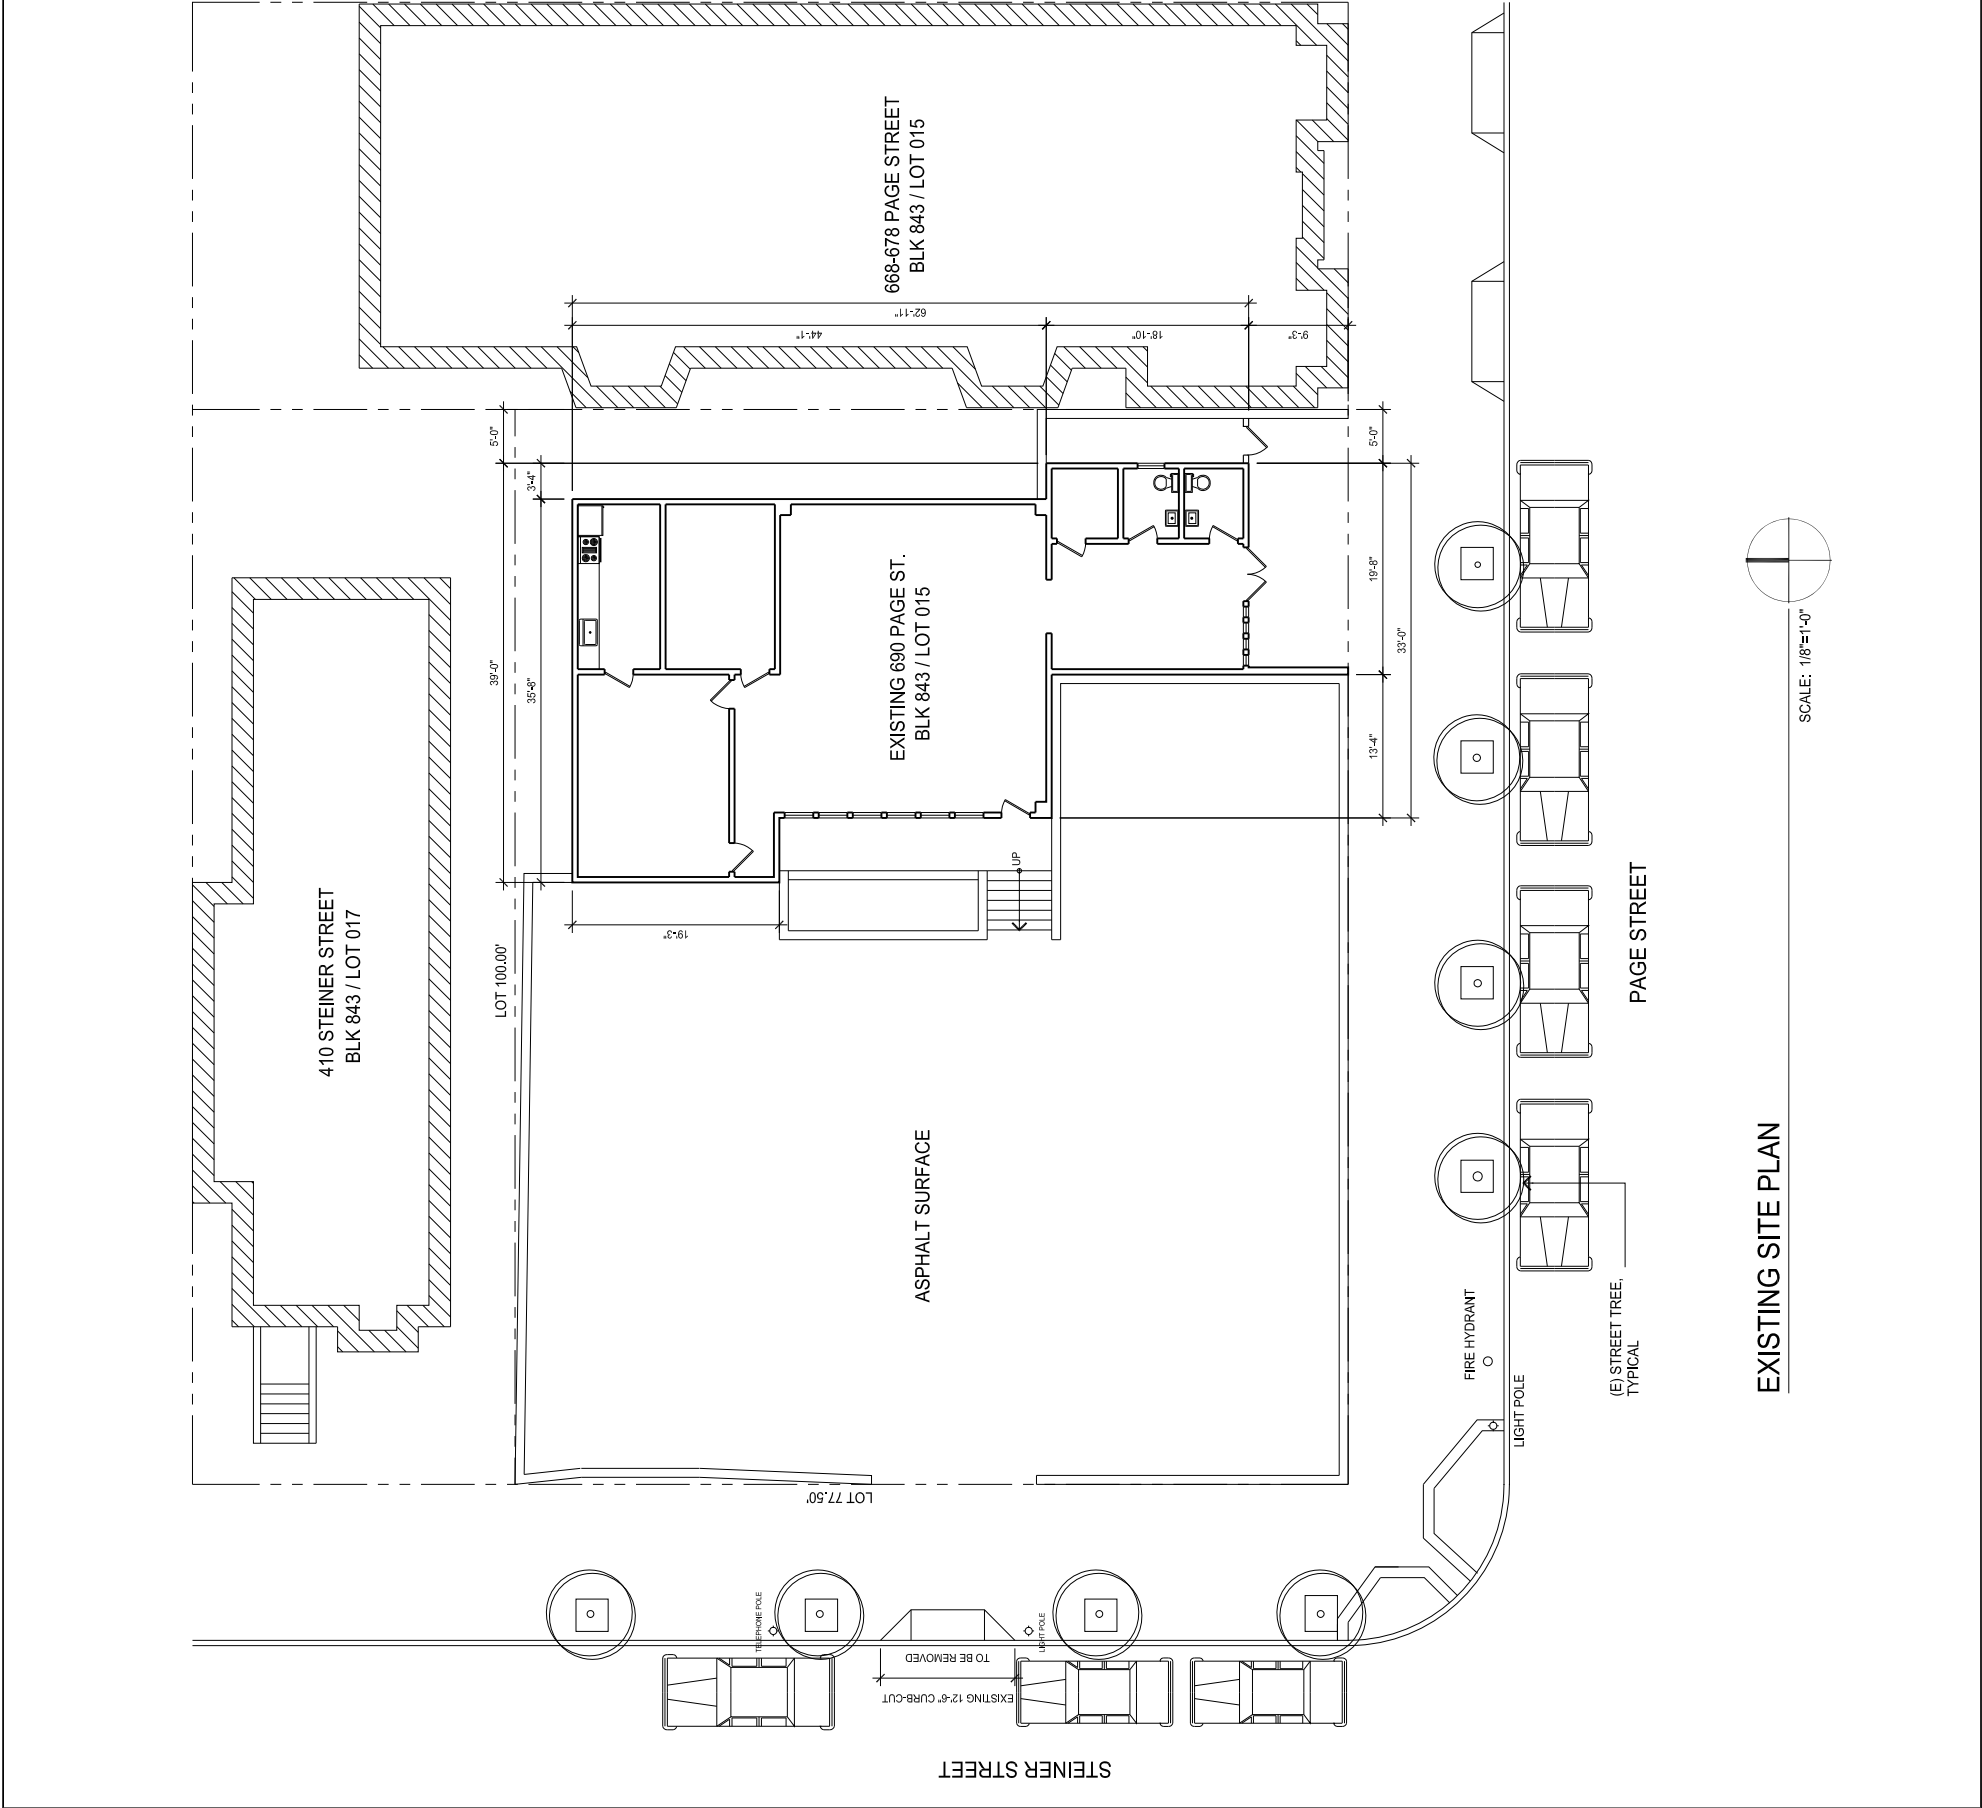 668-678 PAGE STREET
BLK 843 / LOT 015
62'-11"
44'-1"
18'-10"
9'-3"
5'-0"
3'-4"
39'-0"
35'-8"
5'-0"
19'-8"
33'-0"
13'-4"
EXISTING 690 PAGE ST.
BLK 843 / LOT 015
UP
19'-3"
410 STEINER STREET
BLK 843 / LOT 017
LOT 100.00'
ASPHALT SURFACE
LOT 77.50'
PAGE STREET
FIRE HYDRANT
LIGHT POLE
(E) STREET TREE,
TYPICAL
TELEPHONE POLE
LIGHT POLE
EXISTING 12'-6" CURB-CUT
TO BE REMOVED
STEINER STREET
EXISTING SITE PLAN
SCALE: 1/8"=1'-0"